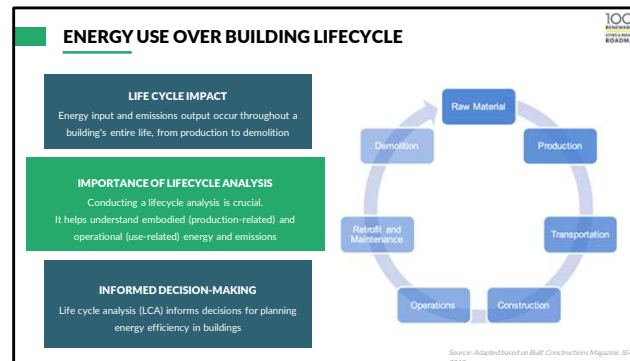 ENERGY USE OVER BUILDING LIFECYCLE
100
ROADM
LIFE CYCLE IMPACT
Energy input and emissions output occur throughout a
building's entire life, from production to demolition
IMPORTANCE OF LIFECYCLE ANALYSIS
Conducting a lifecycle analysis is crucial.
It helps understand embodied (production-related) and
operational (use-related) energy and emissions
INFORMED DECISION-MAKING
Life cycle analysis (LCA) informs decisions for planning
energy efficiency in buildings
Raw Material
Production
Transportation
Construction
Operations
Retrofit and
Maintenance
Demolition
Source: Adapted based on Built Constructions Magazine, IEA